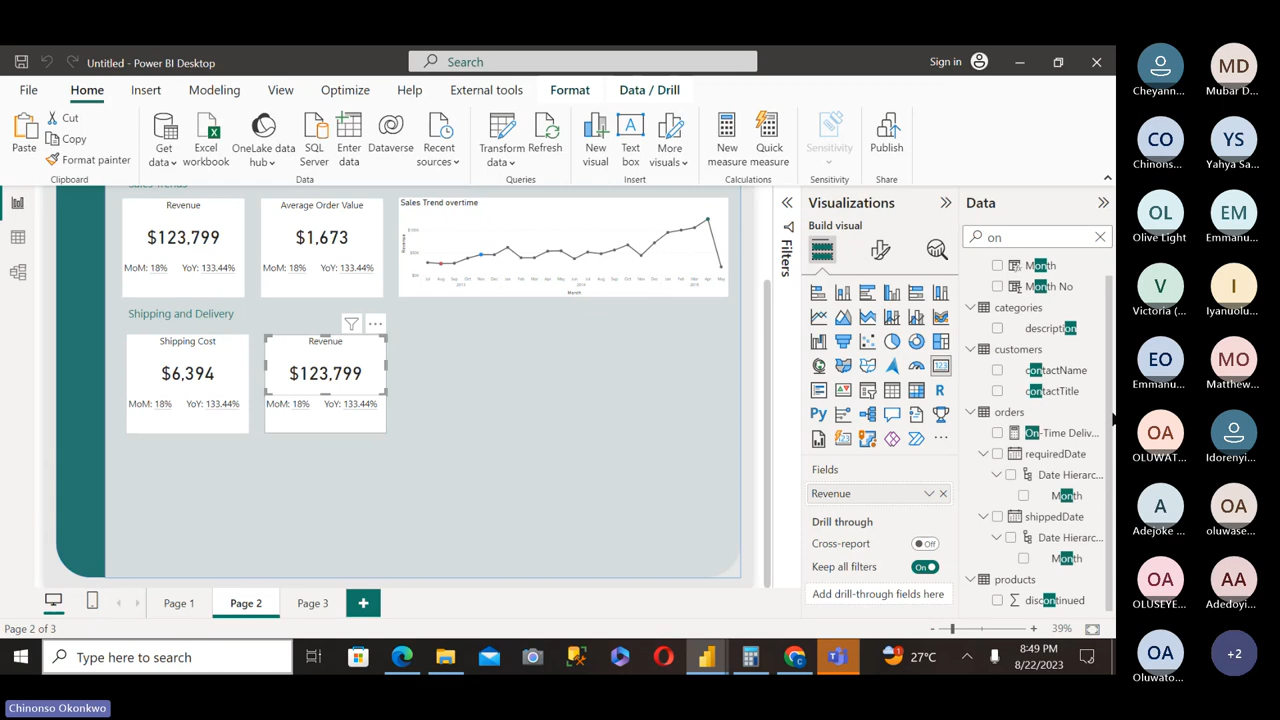 Untitled - Power BI Desktop
Search
Sign in
File Home Insert Modeling View Optimize Help External tools Format Data / Drill
Paste
Cut
Copy
Format painter
Clipboard
Get data
Excel workbook
OneLake data hub
SQL Server
Enter data
Dataverse
Recent sources
Data
Transform data
Refresh
Queries
New visual
Text box
More visuals
Insert
New measure
Quick measure
Calculations
Sensitivity
Sensitivity
Publish
Share
Sales Trends
Revenue
$123,799
MoM: 18% YoY: 133.44%
Average Order Value
$1,673
MoM: 18% YoY: 133.44%
Sales Trend overtime
Revenue
Month
Shipping and Delivery
Shipping Cost
$6,394
MoM: 18% YoY: 133.44%
Revenue
$123,799
MoM: 18% YoY: 133.44%
Filters
Visualizations
Build visual
123
R
Py
Fields
Revenue
Drill through
Cross-report Off
Keep all filters On
Add drill-through fields here
Data
on
Month
Month No
categories
description
customers
contactName
contactTitle
orders
On-Time Deliv...
requiredDate
Date Hierarc...
Month
shippedDate
Date Hierarc...
Month
products
discontinued
Page 1 Page 2 Page 3
Page 2 of 3
39%
Type here to search
27°C
8:49 PM
8/22/2023
Cheyann...
MD
Mubar D...
CO
Chinons...
YS
Yahya Sa...
OL
Olive Light
EM
Emmanu...
V
Victoria (...
I
Iyanuolu...
EO
Emmanu...
MO
Matthew...
OA
OLUWAT...
Idorenyi...
A
Adejoke ...
OA
oluwase...
OA
OLUSEYE...
AA
Adedoyi...
OA
Oluwato...
+2
Chinonso Okonkwo